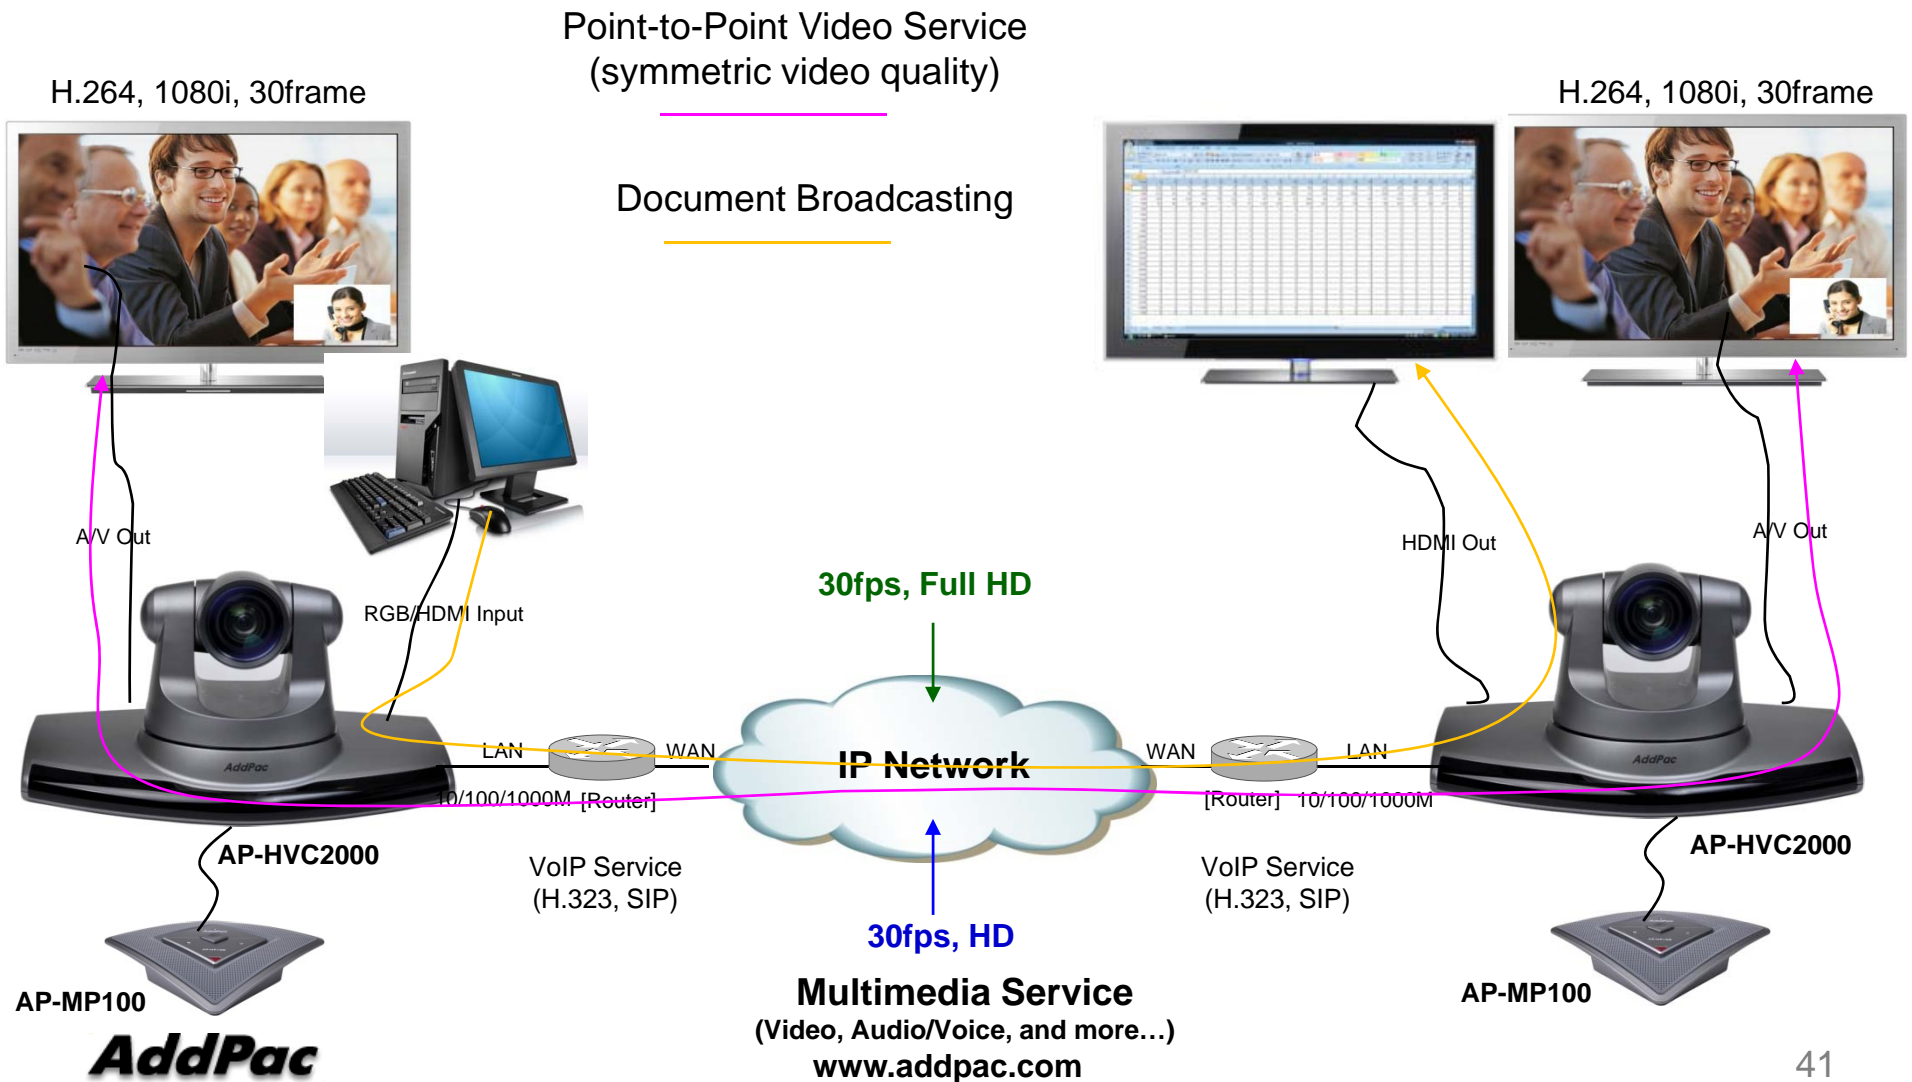 Point-to-Point Video Service
(symmetric video quality)
H.264, 1080i, 30frame
H.264, 1080i, 30frame
Document Broadcasting
A/V Out
HDMI Out
A/V Out
30fps, Full HD
RGB/HDMI Input
LAN
WAN
IP Network
WAN
LAN
AddPac
AddPac
10/100/1000M
[Router]
[Router]
10/100/1000M
AP-HVC2000
AP-HVC2000
VoIP Service
(H.323, SIP)
VoIP Service
(H.323, SIP)
30fps, HD
AP-MP100
AP-MP100
Multimedia Service
(Video, Audio/Voice, and more…)
www.addpac.com
AddPac
41